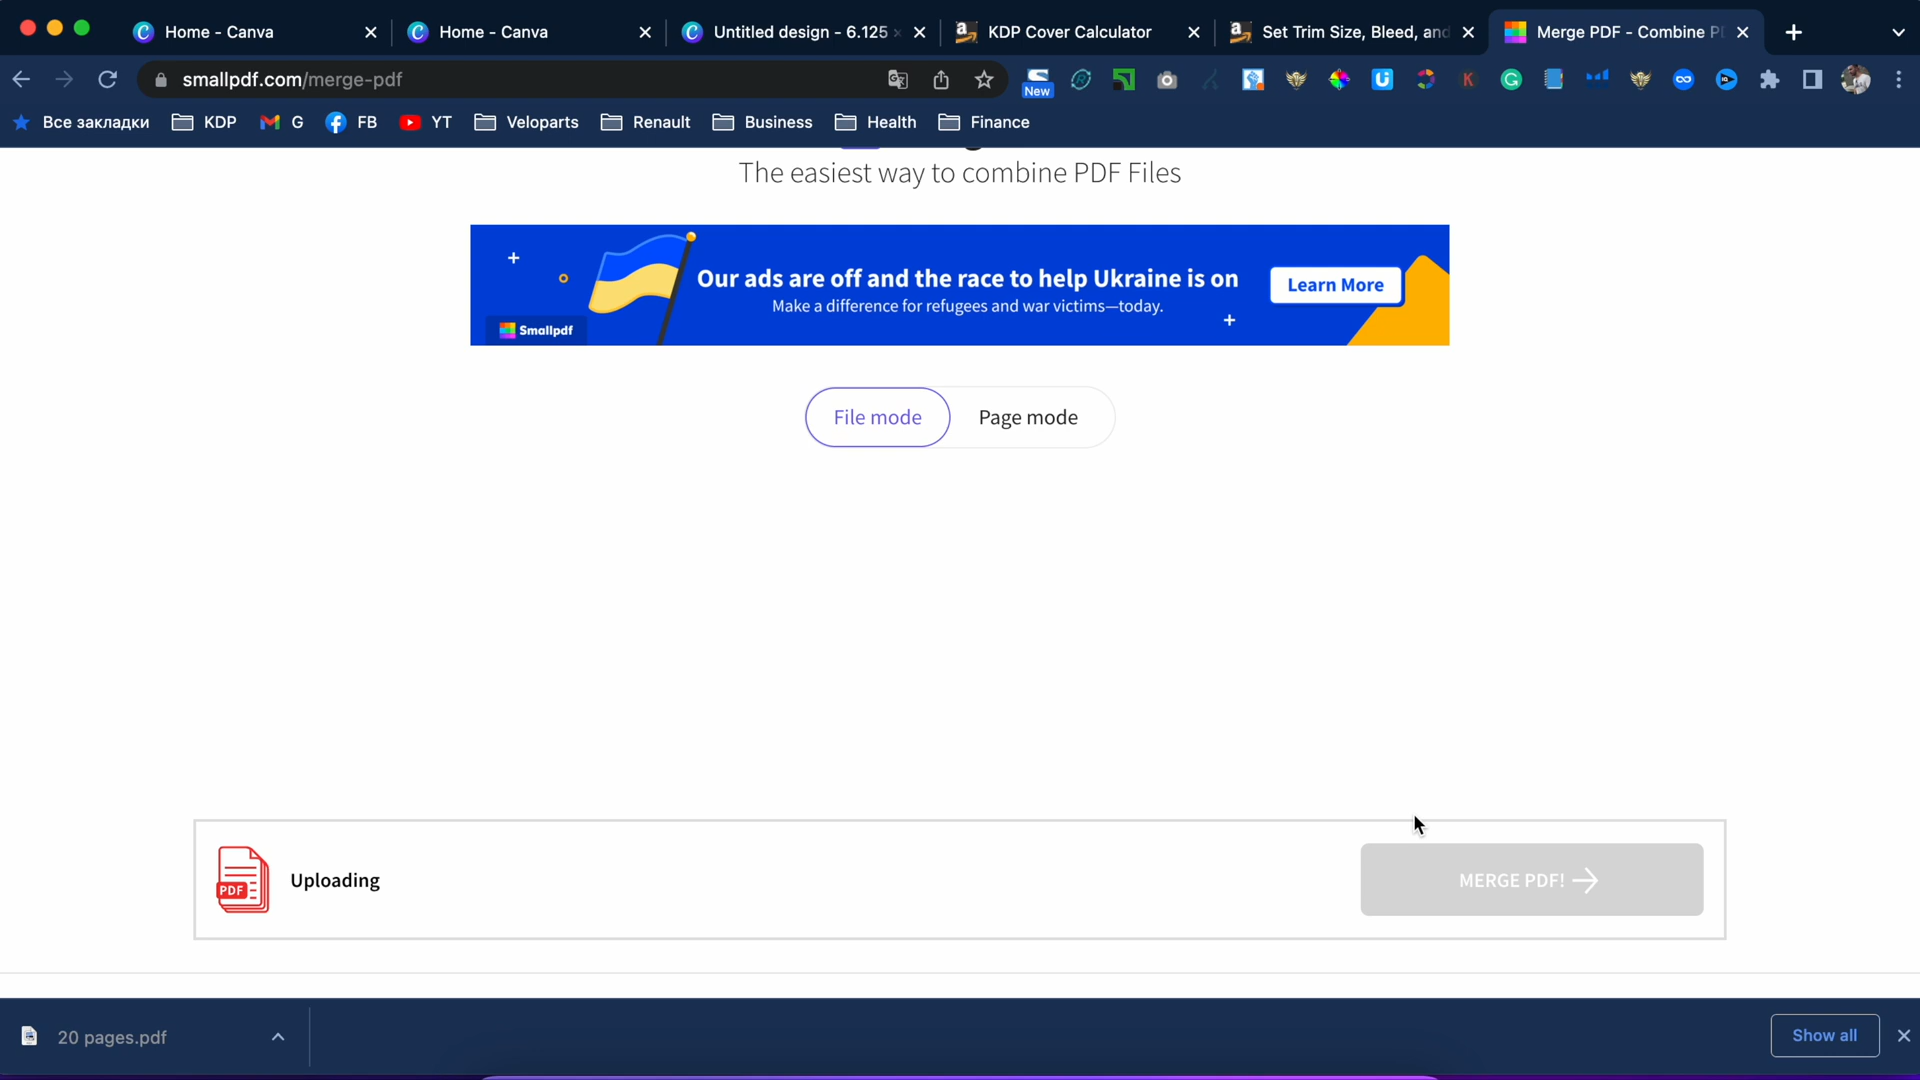 Home - Canva
Home - Canva
Untitled design - 6.125
KDP Cover Calculator
Set Trim Size, Bleed, and
Merge PDF - Combine P
smallpdf.com/merge-pdf
New
Все закладки
KDP
G
FB
YT
Veloparts
Renault
Business
Health
Finance
The easiest way to combine PDF Files
Our ads are off and the race to help Ukraine is on
Make a difference for refugees and war victims—today.
Learn More
Smallpdf
File mode
Page mode
PDF
Uploading
MERGE PDF!
20 pages.pdf
Show all